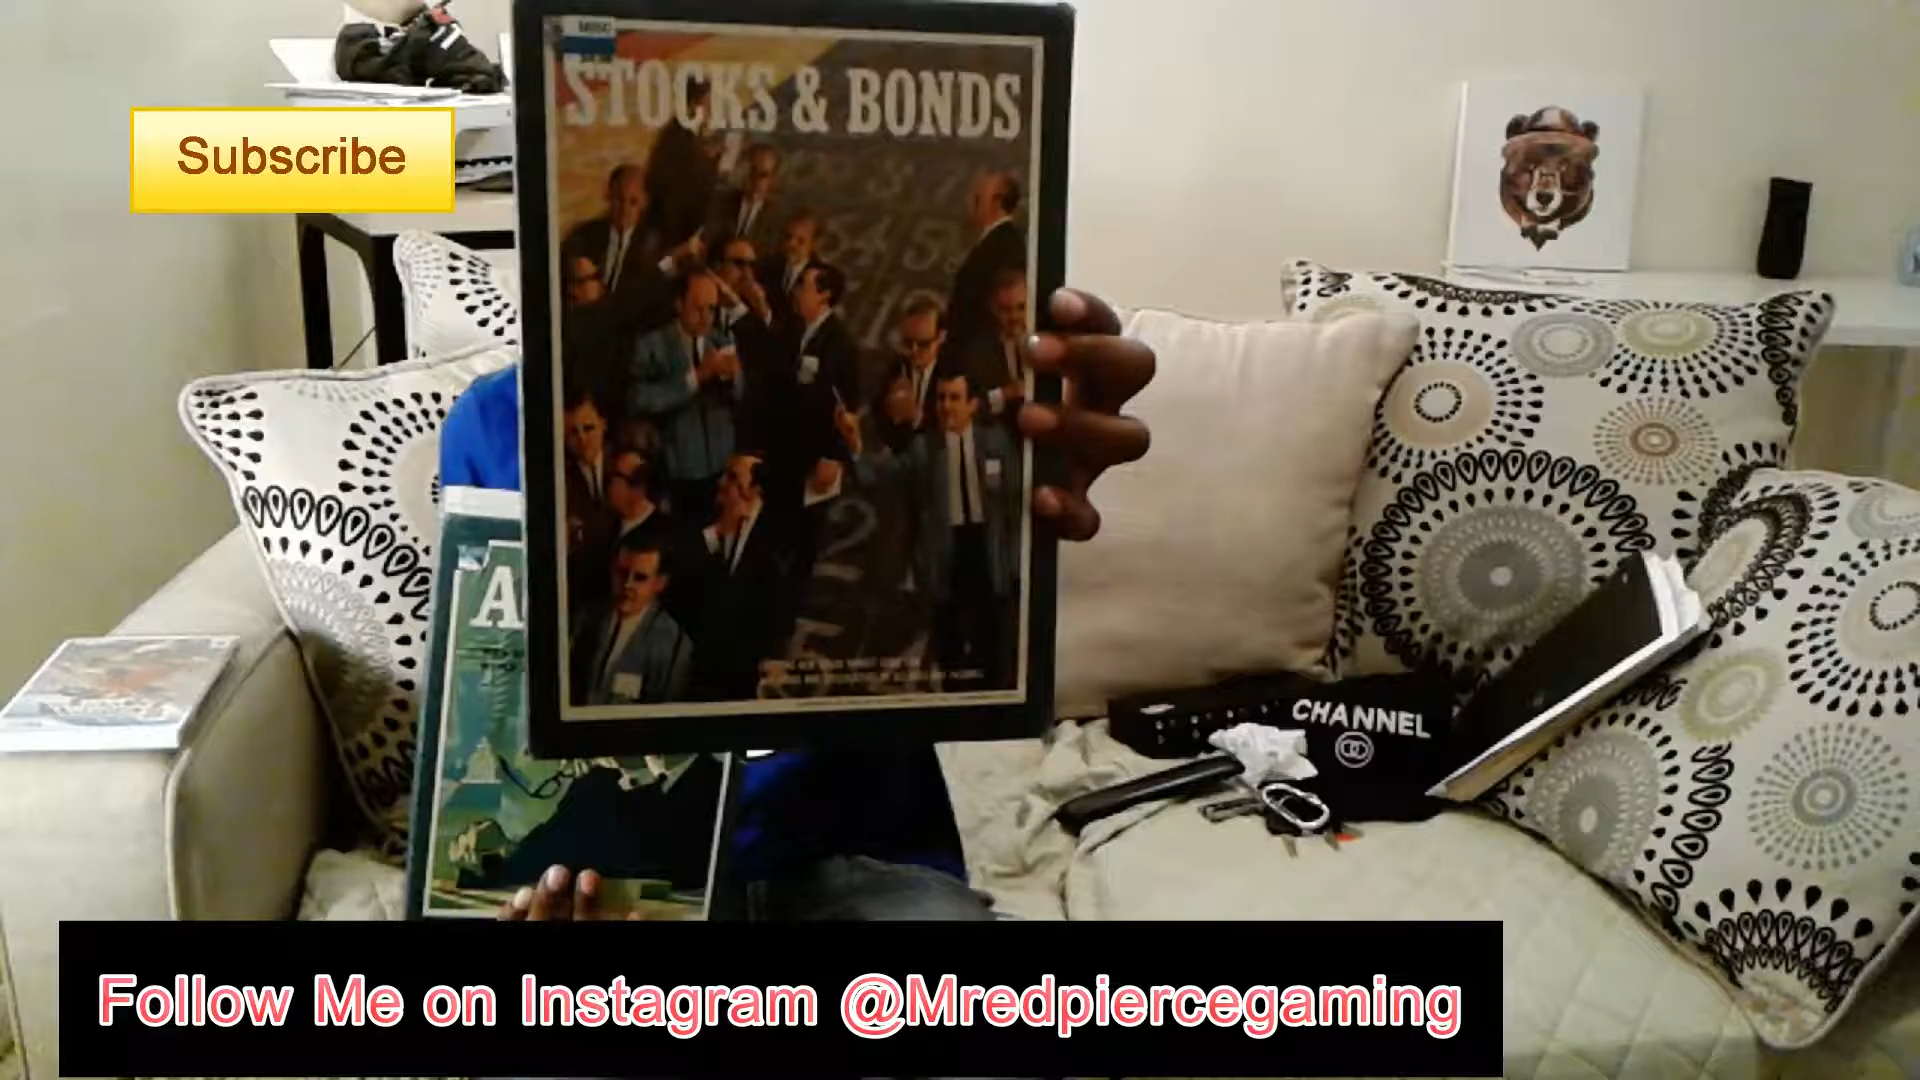 STOCKS & BONDS
Subscribe
A
CHANNEL
Follow Me on Instagram @Mredpiercegaming